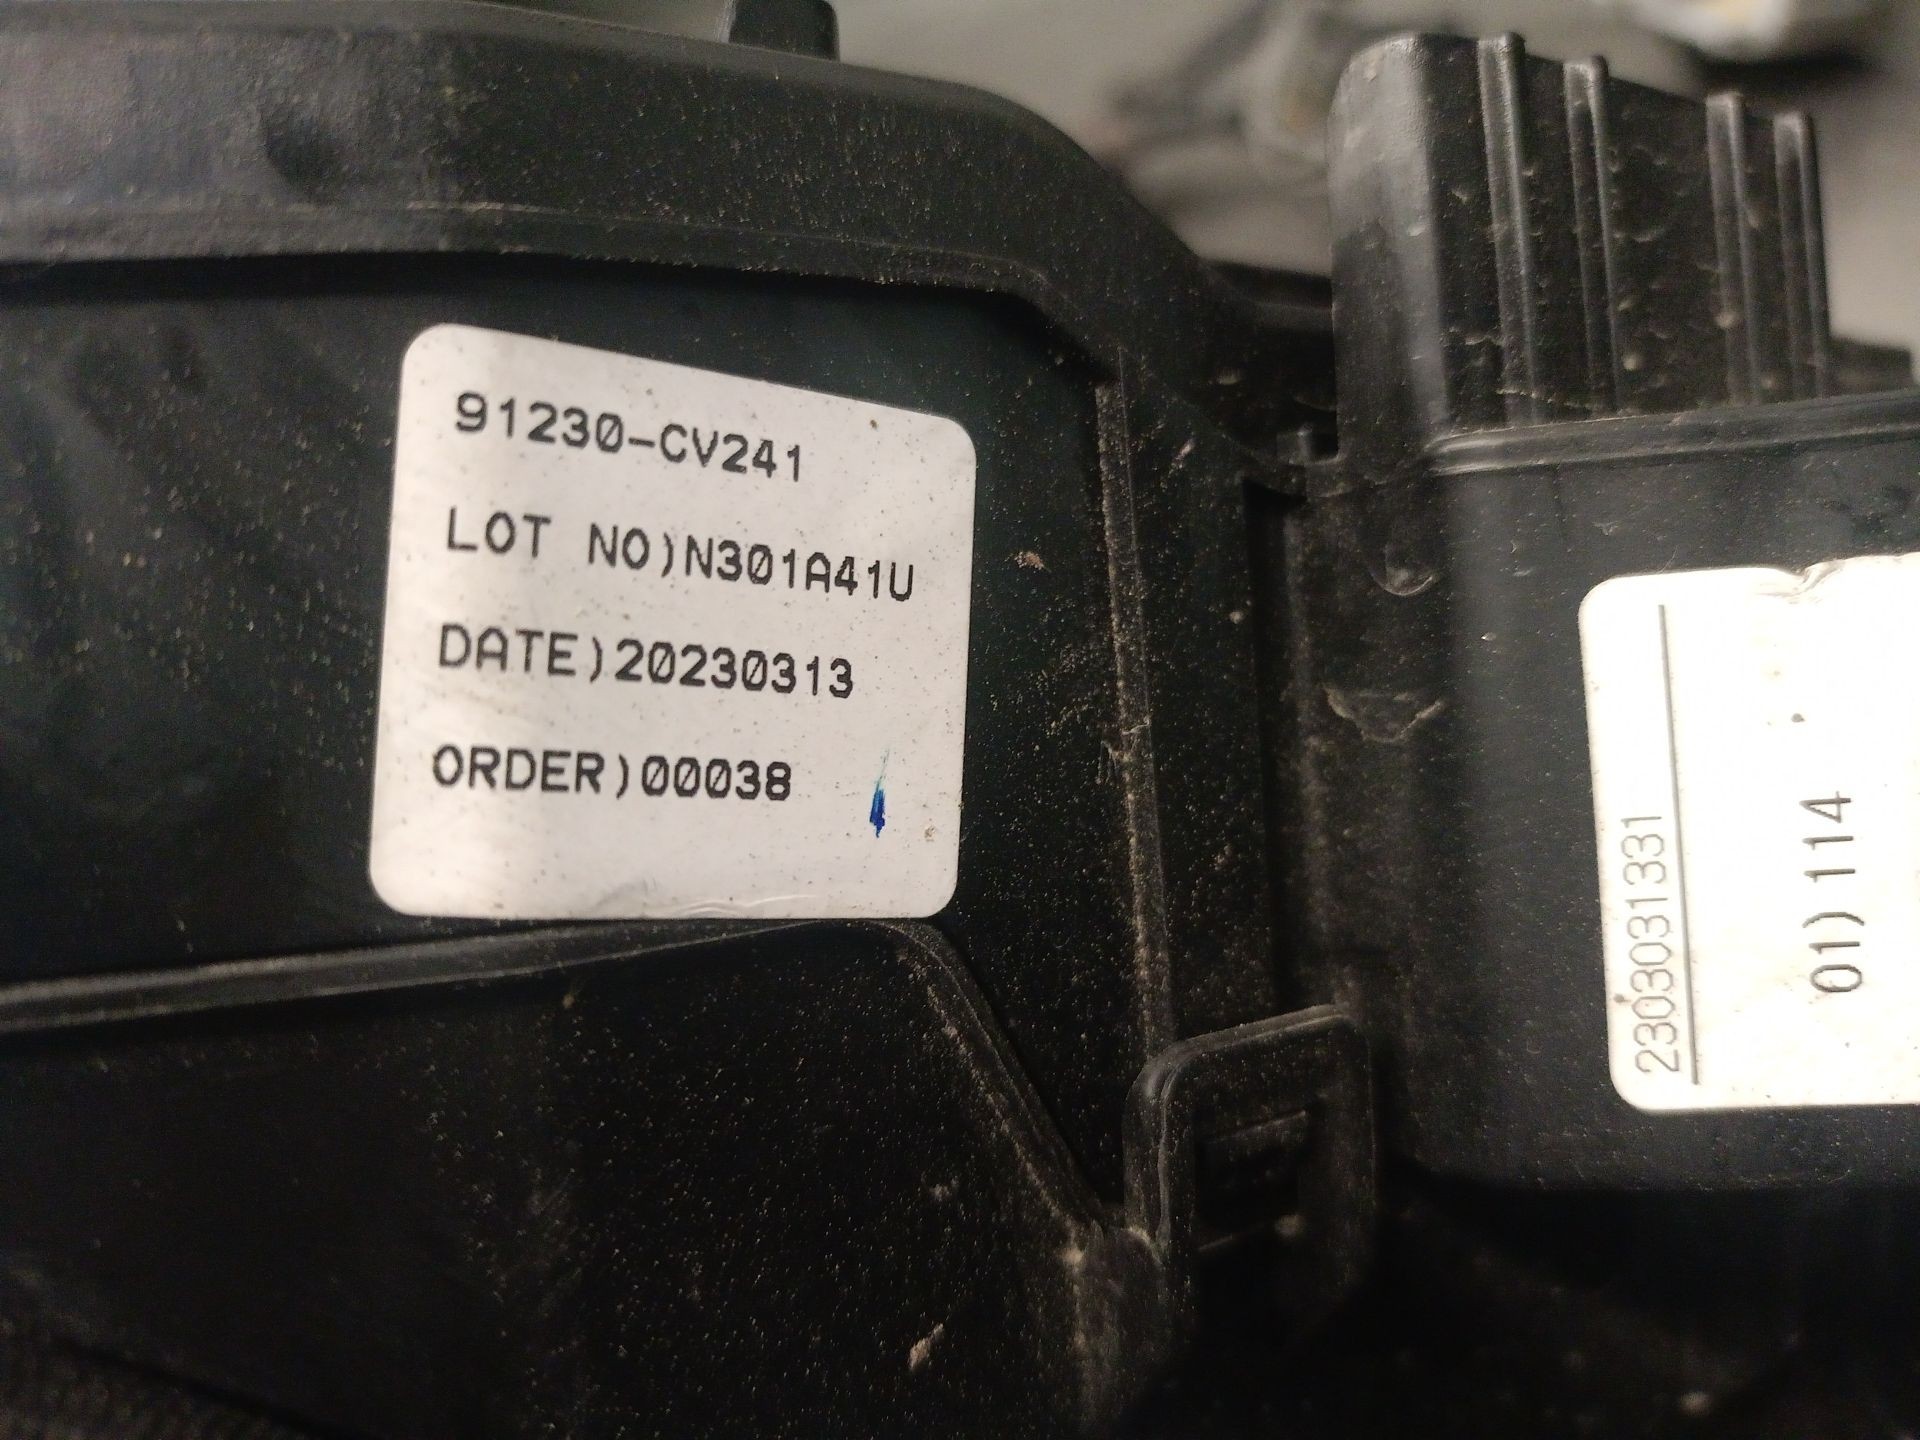 91230-CV241
LOT NO)N301A41U
DATE)20230313
ORDER)00038
2303031331
01)114